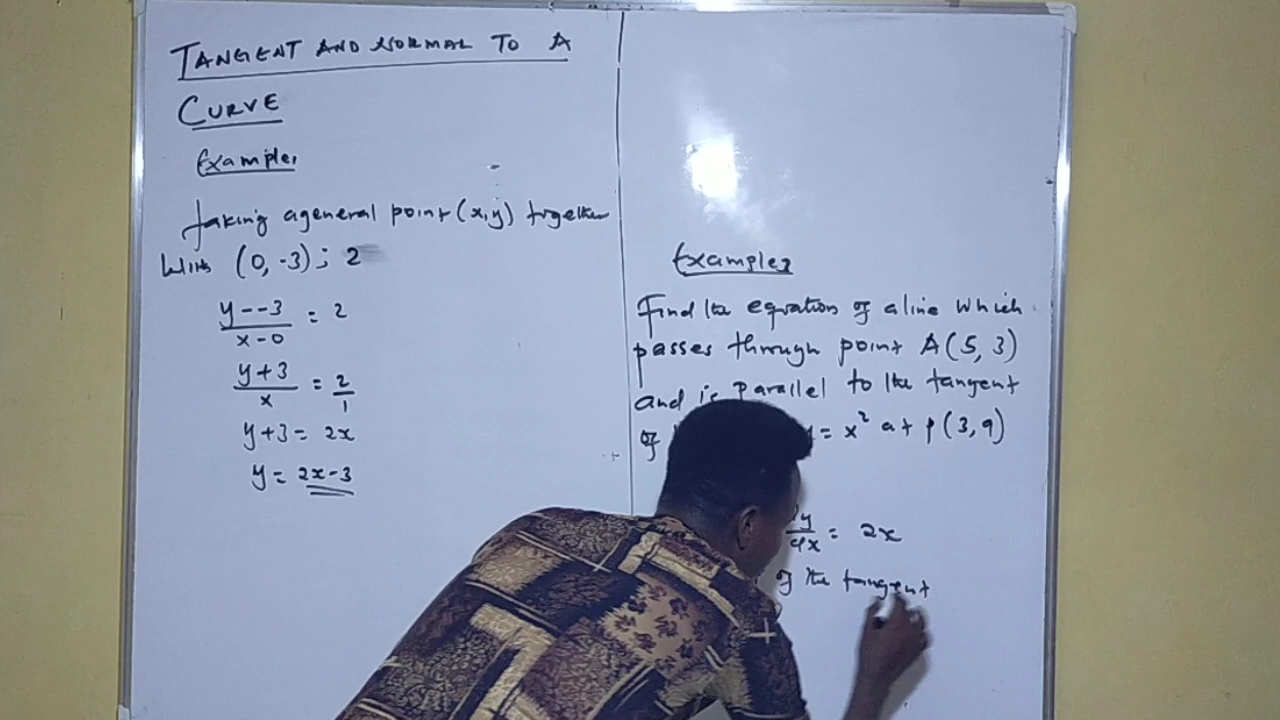 TANGENT AND NORMAL TO A
CURVE
Example,
taking a general point (x,y) together
with (0, -3); 2
y--3/x-0 = 2
y+3/x = 2/1
y+3 = 2x
y = 2x-3
Example2
Find the equation of a line which
passes through point A(5, 3)
and is parallel to the tangent
of = x² at p(3,9)
dy/dx = 2x
of the tangent